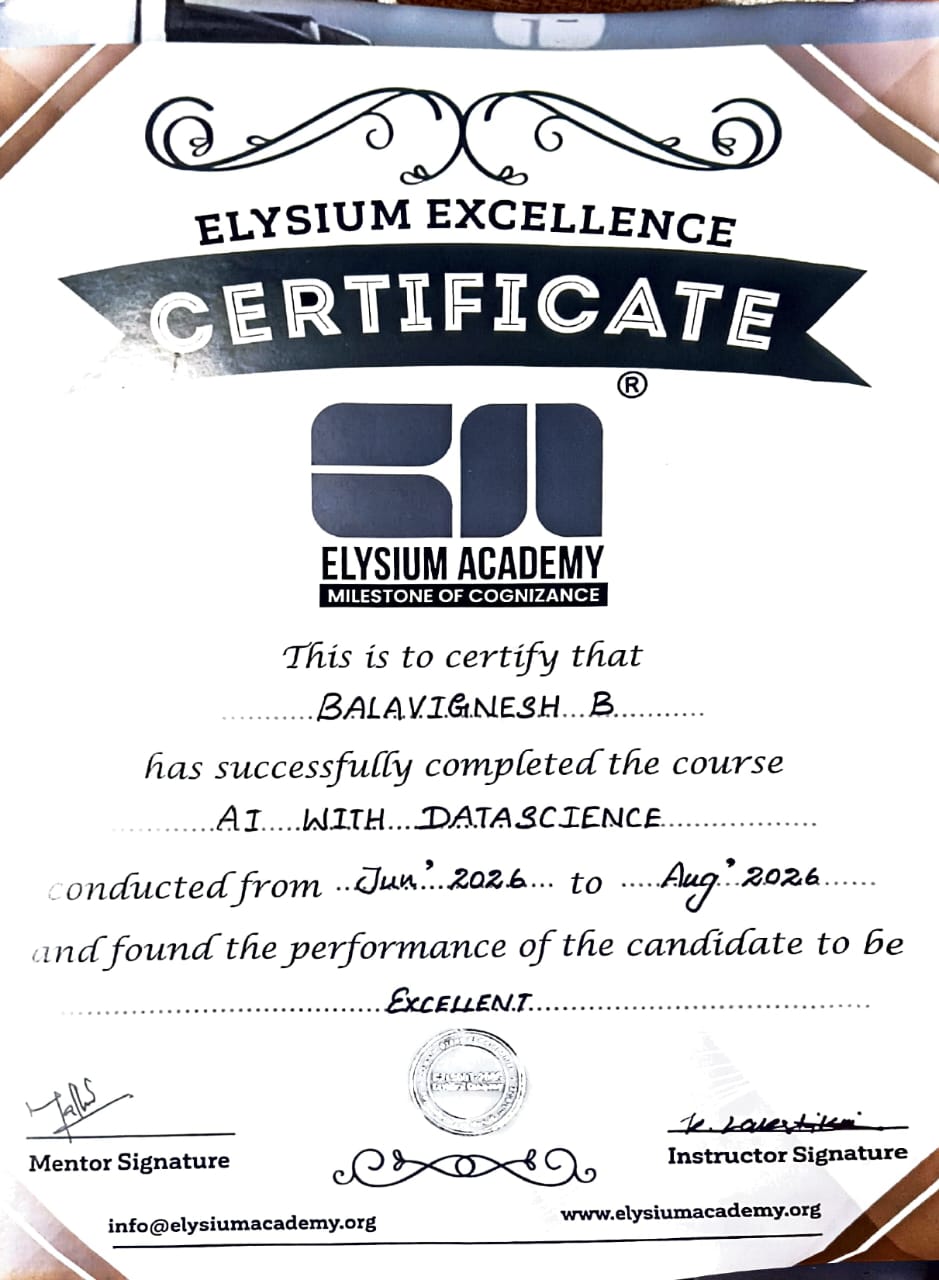 ELYSIUM EXCELLENCE
CERTIFICATE
®
ELYSIUM ACADEMY
MILESTONE OF COGNIZANCE
This is to certify that
BALAVIGNESH B
has successfully completed the course
AI WITH DATASCIENCE
conducted from Jun' 2026 to Aug' 2026
and found the performance of the candidate to be
EXCELLENT
Mentor Signature
Instructor Signature
info@elysiumacademy.org
www.elysiumacademy.org